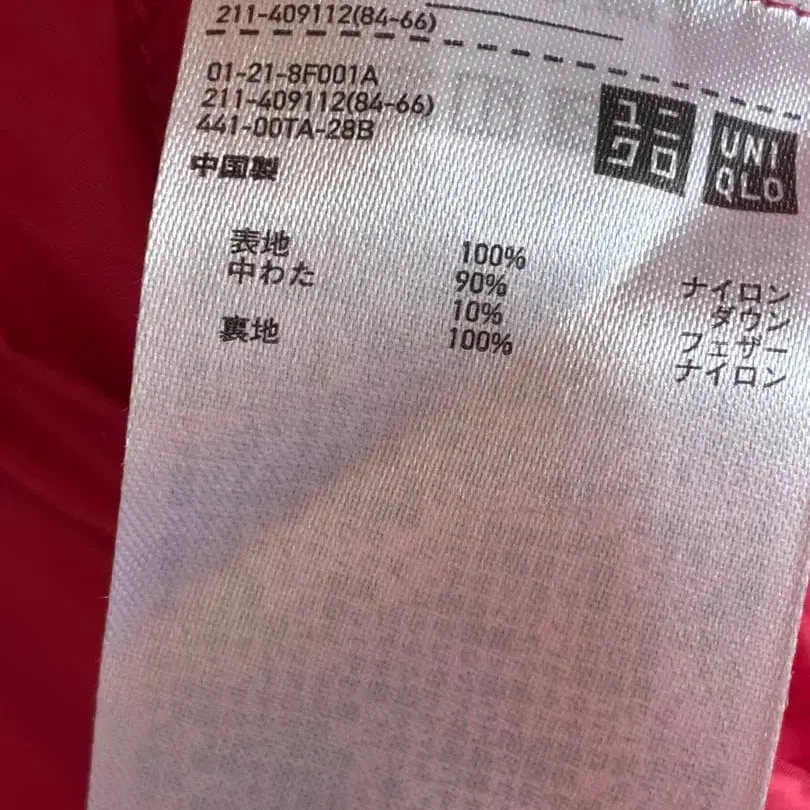 211-409112(84-66)
01-21-8F001A
211-409112(84-66)
441-00TA-28B
ユニ
クロ
UNI
QLO
中国製
表地 100% ナイロン
中わた 90% ダウン
10% フェザー
裏地 100% ナイロン